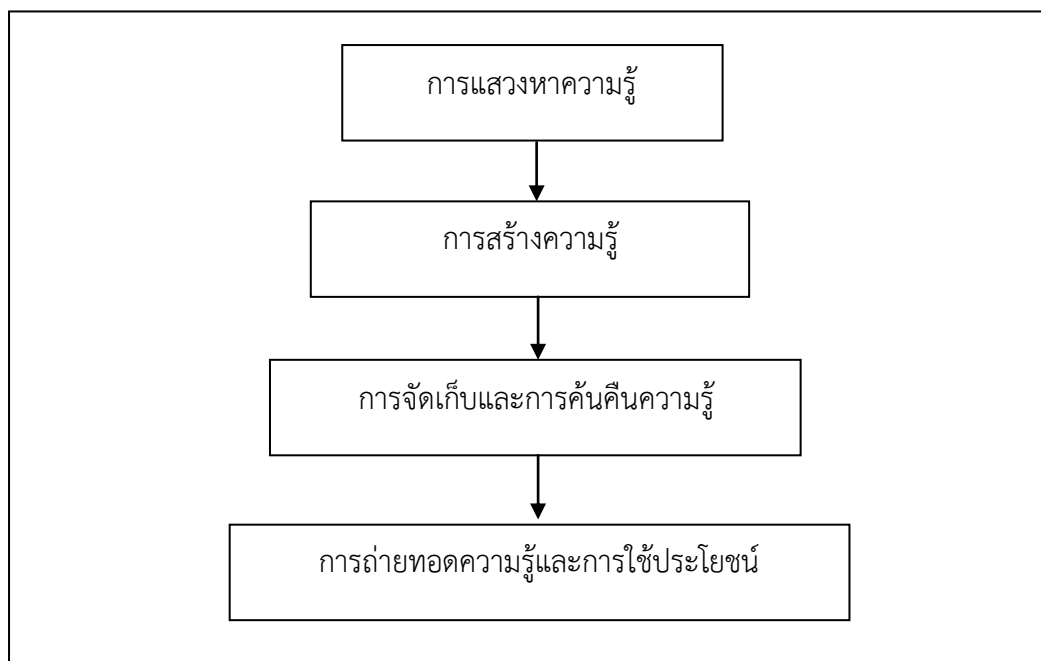 การแสวงหาความรู้
การสร้างความรู้
การจัดเก็บและการค้นคืนความรู้
การถ่ายทอดความรู้และการใช้ประโยชน์